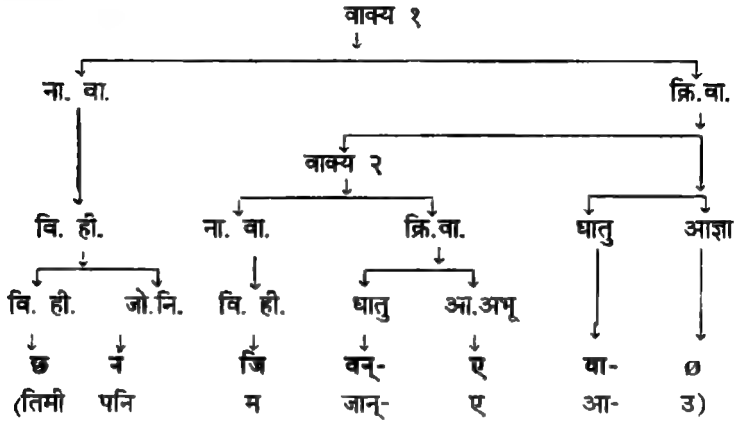 वाक्य १
ना. वा. क्रि.वा.
वाक्य २
वि. ही. ना. वा. क्रि.वा. धातु आज्ञा
वि. ही. जो.नि. वि. ही. धातु आ.अभू
छ नं जि वन्- ए वा- ø
(तिमी पनि म जान्- ए आ- उ)